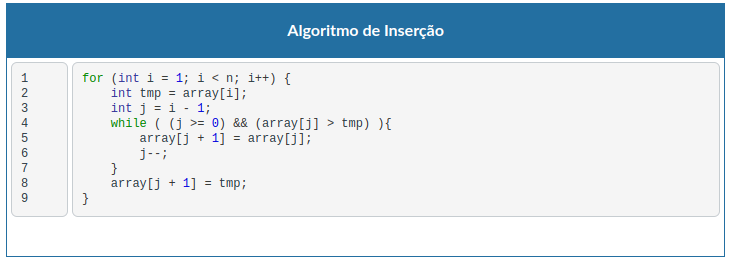 Algoritmo de Inserção
1 for (int i = 1; i < n; i++) {
2     int tmp = array[i];
3     int j = i - 1;
4     while ( (j >= 0) && (array[j] > tmp) ){
5         array[j + 1] = array[j];
6         j--;
7     }
8     array[j + 1] = tmp;
9 }